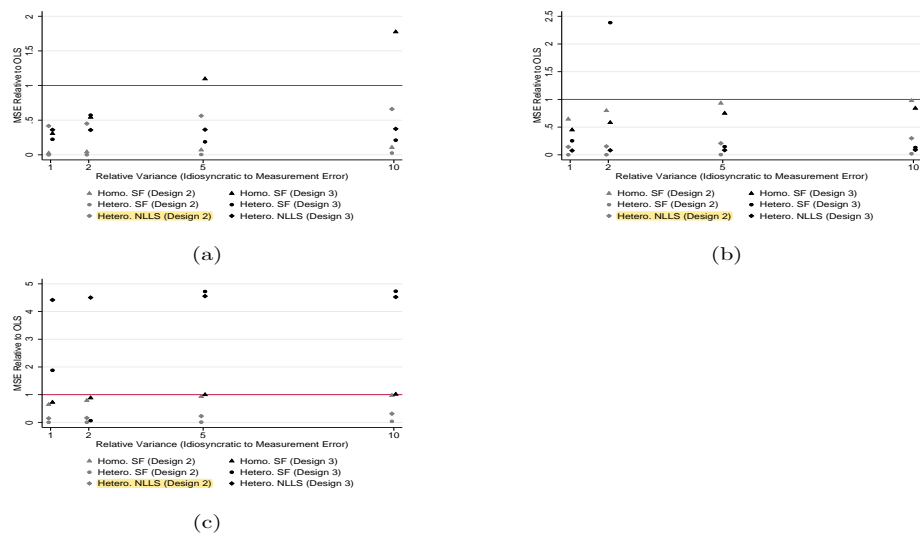 2
1.5
1
.5
0
MSE Relative to OLS
1 2 5 10
Relative Variance (Idiosyncratic to Measurement Error)
Homo. SF (Design 2) Homo. SF (Design 3)
Hetero. SF (Design 2) Hetero. SF (Design 3)
Hetero. NLLS (Design 2) Hetero. NLLS (Design 3)
(a)
2.5
2
1.5
1
.5
0
MSE Relative to OLS
1 2 5 10
Relative Variance (Idiosyncratic to Measurement Error)
Homo. SF (Design 2) Homo. SF (Design 3)
Hetero. SF (Design 2) Hetero. SF (Design 3)
Hetero. NLLS (Design 2) Hetero. NLLS (Design 3)
(b)
5
4
3
2
1
0
MSE Relative to OLS
1 2 5 10
Relative Variance (Idiosyncratic to Measurement Error)
Homo. SF (Design 2) Homo. SF (Design 3)
Hetero. SF (Design 2) Hetero. SF (Design 3)
Hetero. NLLS (Design 2) Hetero. NLLS (Design 3)
(c)